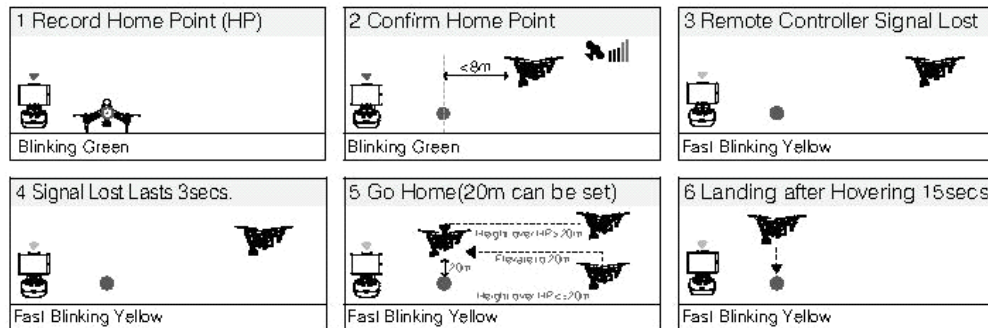 1 Record Home Point (HP)
Blinking Green
2 Confirm Home Point
<8m
Blinking Green
3 Remote Controller Signal Lost
Fast Blinking Yellow
4 Signal Lost Lasts 3secs.
Fast Blinking Yellow
5 Go Home(20m can be set)
Height over HP>20m
Elevate to 20m
20m
Height over HP<=20m
Fast Blinking Yellow
6 Landing after Hovering 15secs
Fast Blinking Yellow